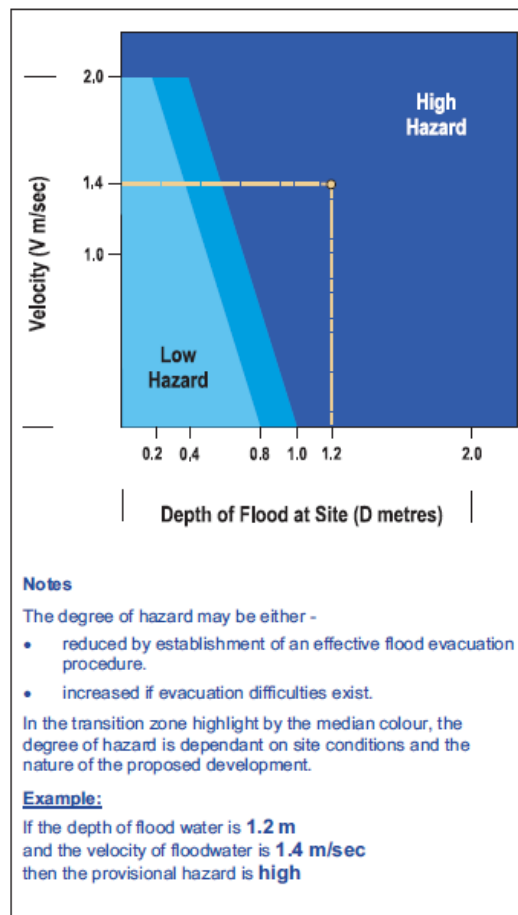 2.0
High
Hazard
1.4
Velocity (V m/sec)
1.0
Low
Hazard
0.2 0.4 0.8 1.0 1.2 2.0
Depth of Flood at Site (D metres)
Notes
The degree of hazard may be either -
• reduced by establishment of an effective flood evacuation
procedure.
• increased if evacuation difficulties exist.
In the transition zone highlight by the median colour, the
degree of hazard is dependant on site conditions and the
nature of the proposed development.
Example:
If the depth of flood water is 1.2 m
and the velocity of floodwater is 1.4 m/sec
then the provisional hazard is high